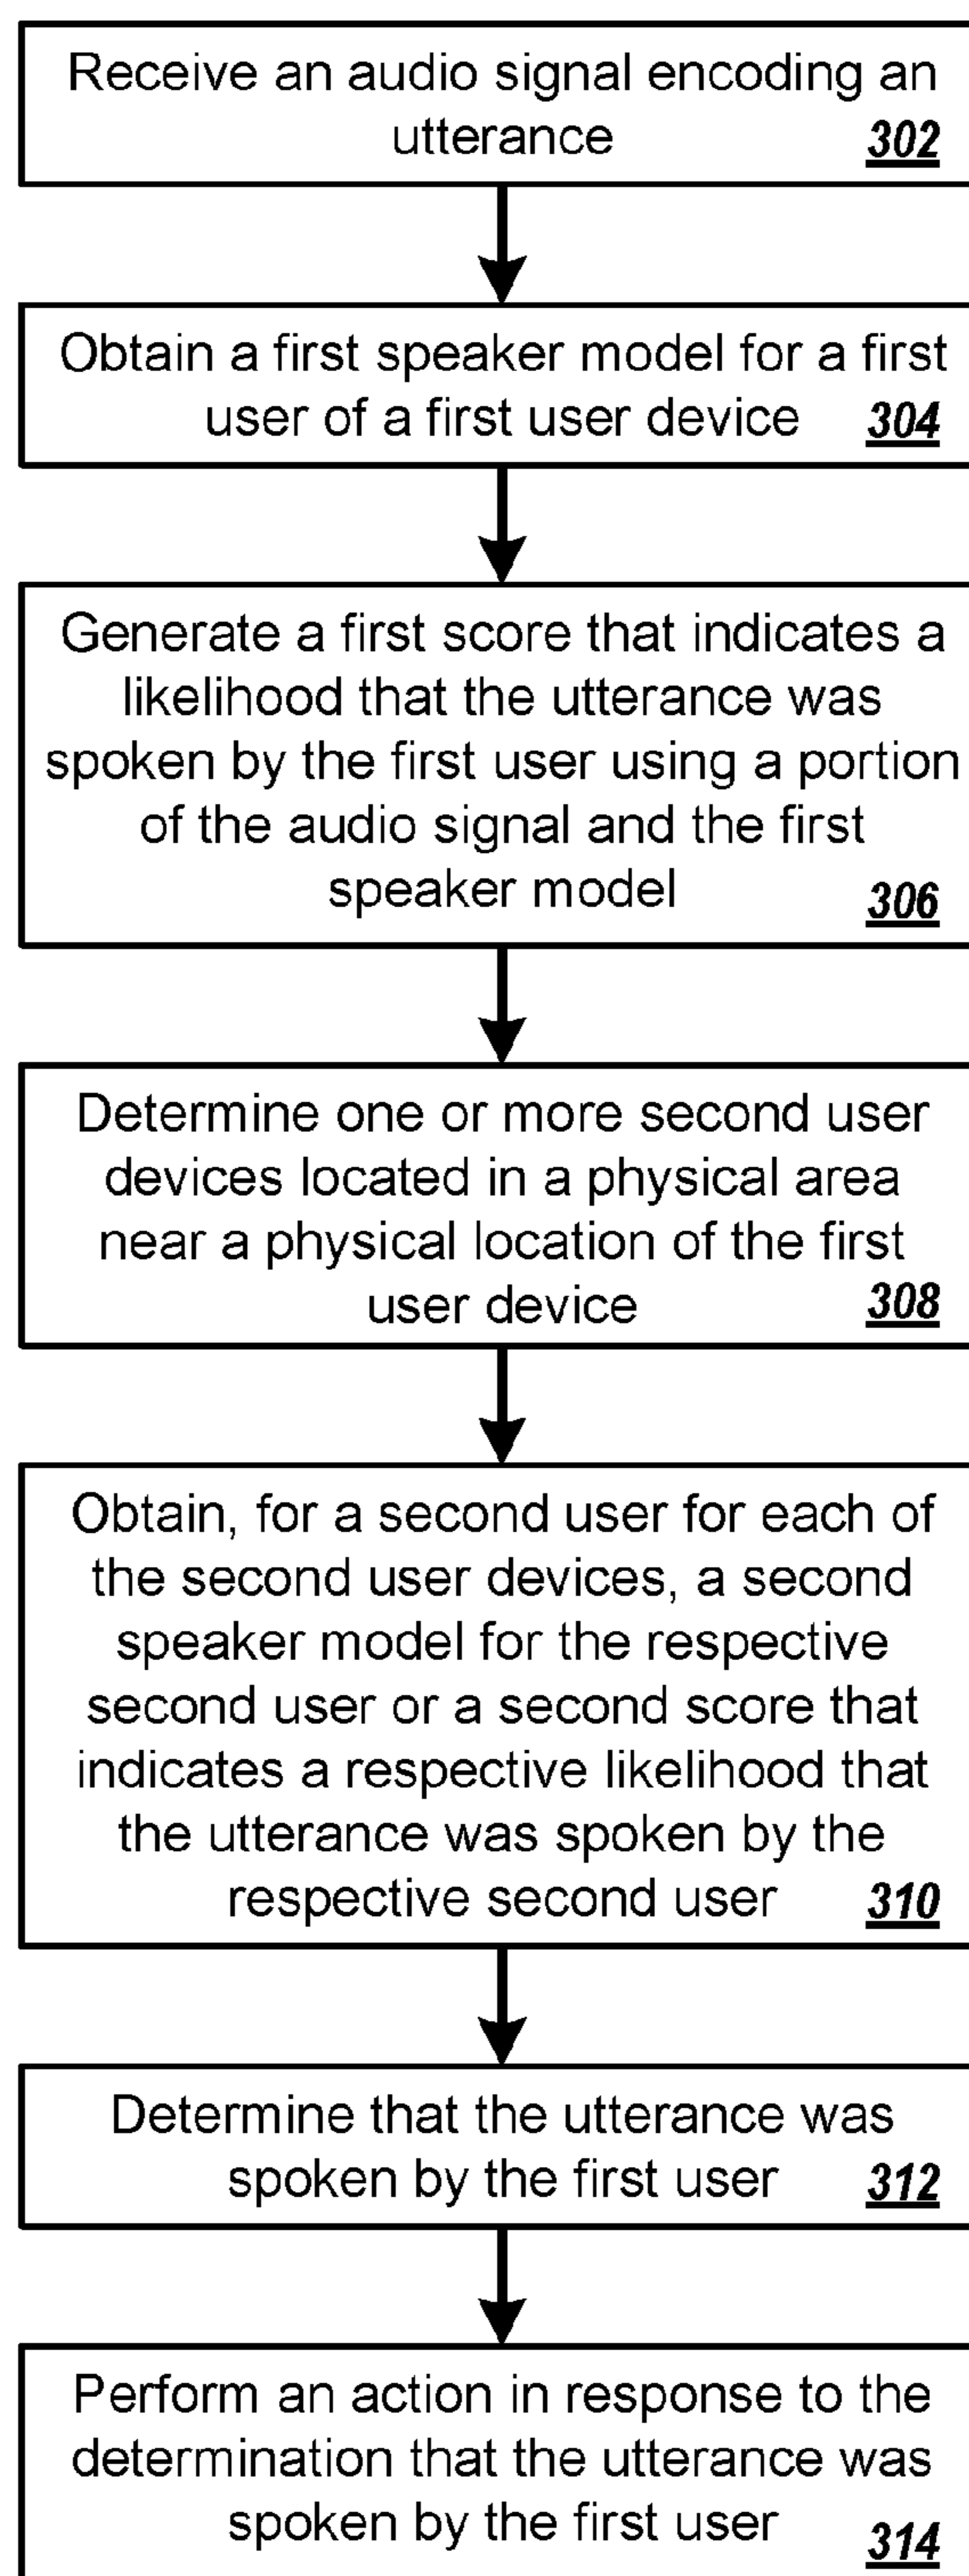 Receive an audio signal encoding an
utterance 302
Obtain a first speaker model for a first
user of a first user device 304
Generate a first score that indicates a
likelihood that the utterance was
spoken by the first user using a portion
of the audio signal and the first
speaker model 306
Determine one or more second user
devices located in a physical area
near a physical location of the first
user device 308
Obtain, for a second user for each of
the second user devices, a second
speaker model for the respective
second user or a second score that
indicates a respective likelihood that
the utterance was spoken by the
respective second user 310
Determine that the utterance was
spoken by the first user 312
Perform an action in response to the
determination that the utterance was
spoken by the first user 314